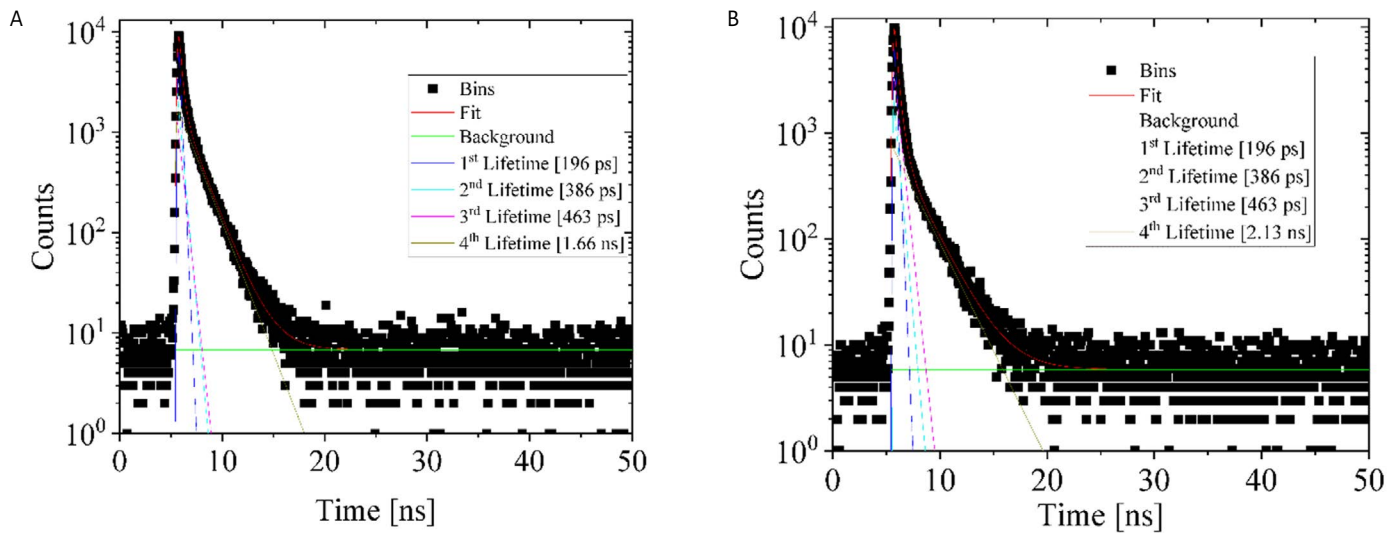 A
Counts
10⁴
10³
10²
10¹
10⁰
Bins
Fit
Background
1ˢᵗ Lifetime [196 ps]
2ⁿᵈ Lifetime [386 ps]
3ʳᵈ Lifetime [463 ps]
4ᵗʰ Lifetime [1.66 ns]
0 10 20 30 40 50
Time [ns]
B
Counts
10⁴
10³
10²
10¹
10⁰
Bins
Fit
Background
1ˢᵗ Lifetime [196 ps]
2ⁿᵈ Lifetime [386 ps]
3ʳᵈ Lifetime [463 ps]
4ᵗʰ Lifetime [2.13 ns]
0 10 20 30 40 50
Time [ns]